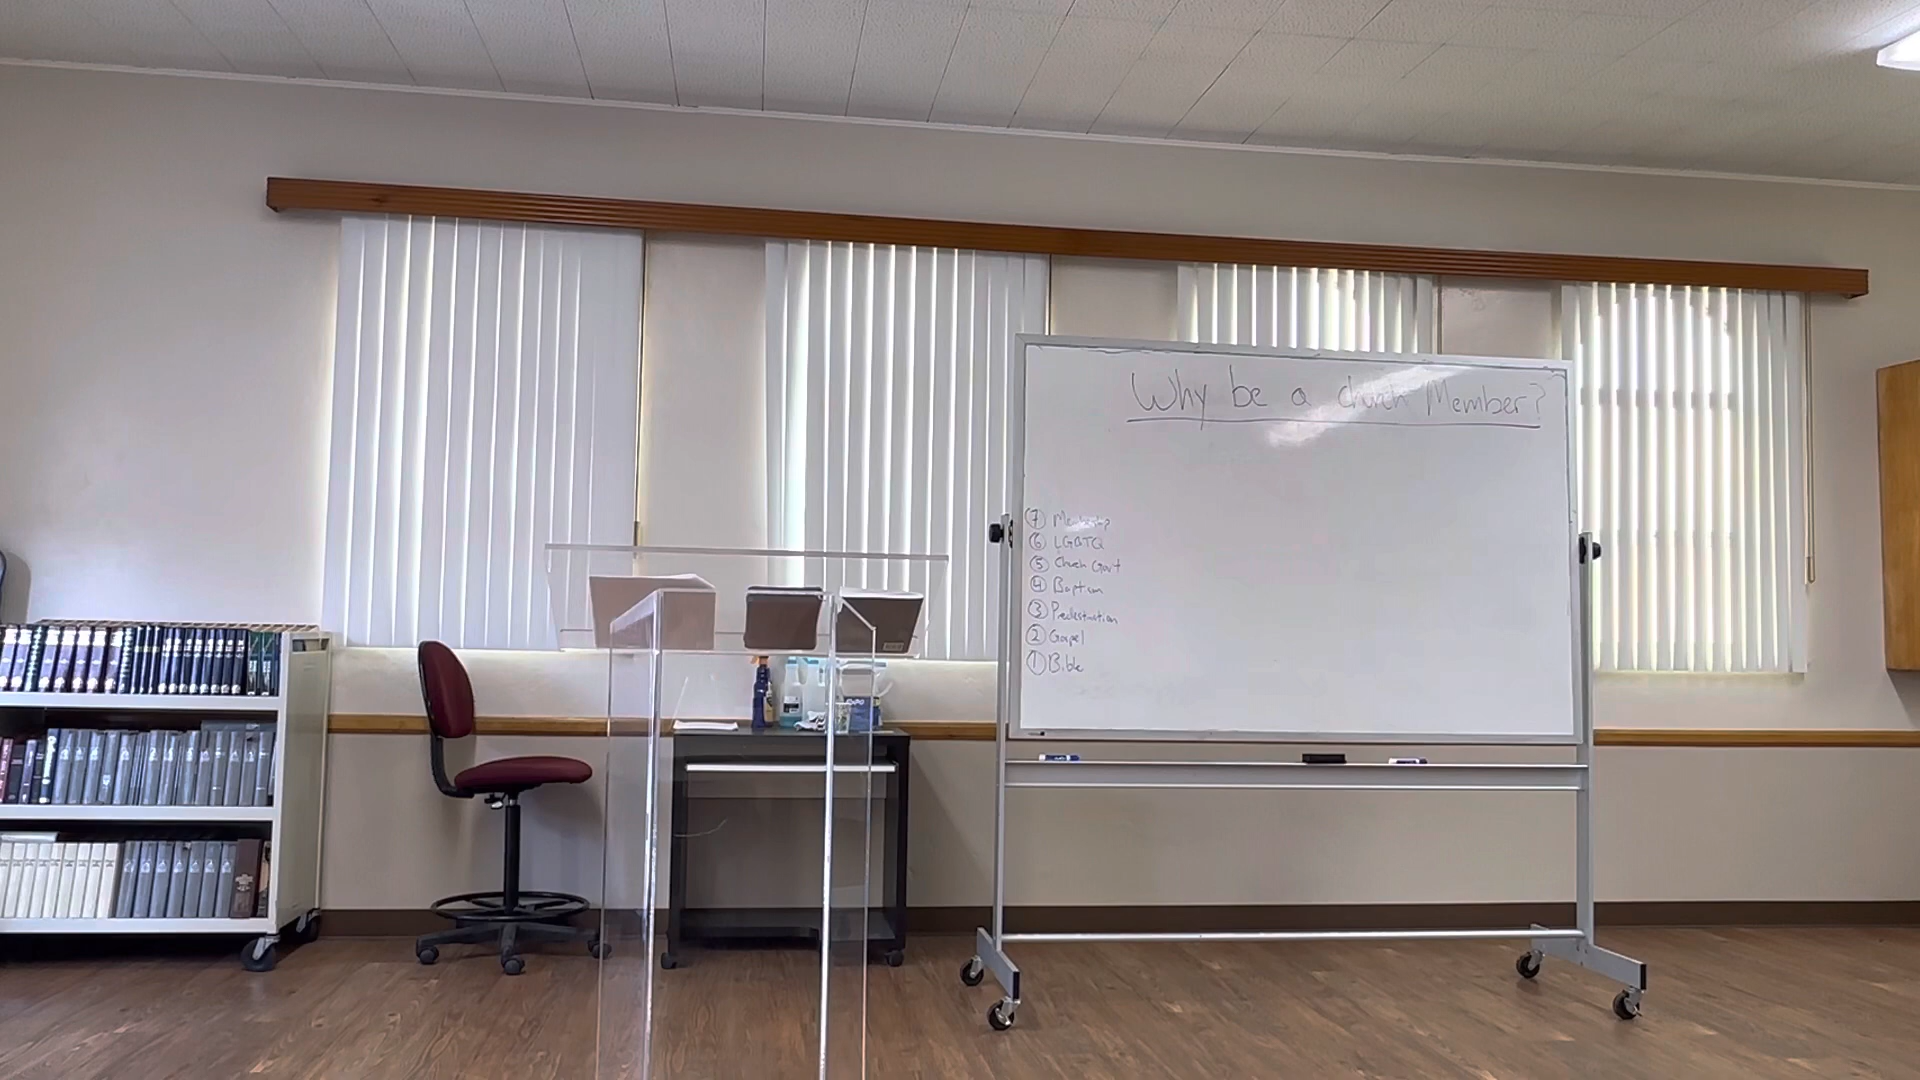 Why be a church Member?
⑦ Membership
⑥ LGBTQ
⑤ Church Gov't
④ Baptism
③ Predestination
② Gospel
① Bible
EXPO